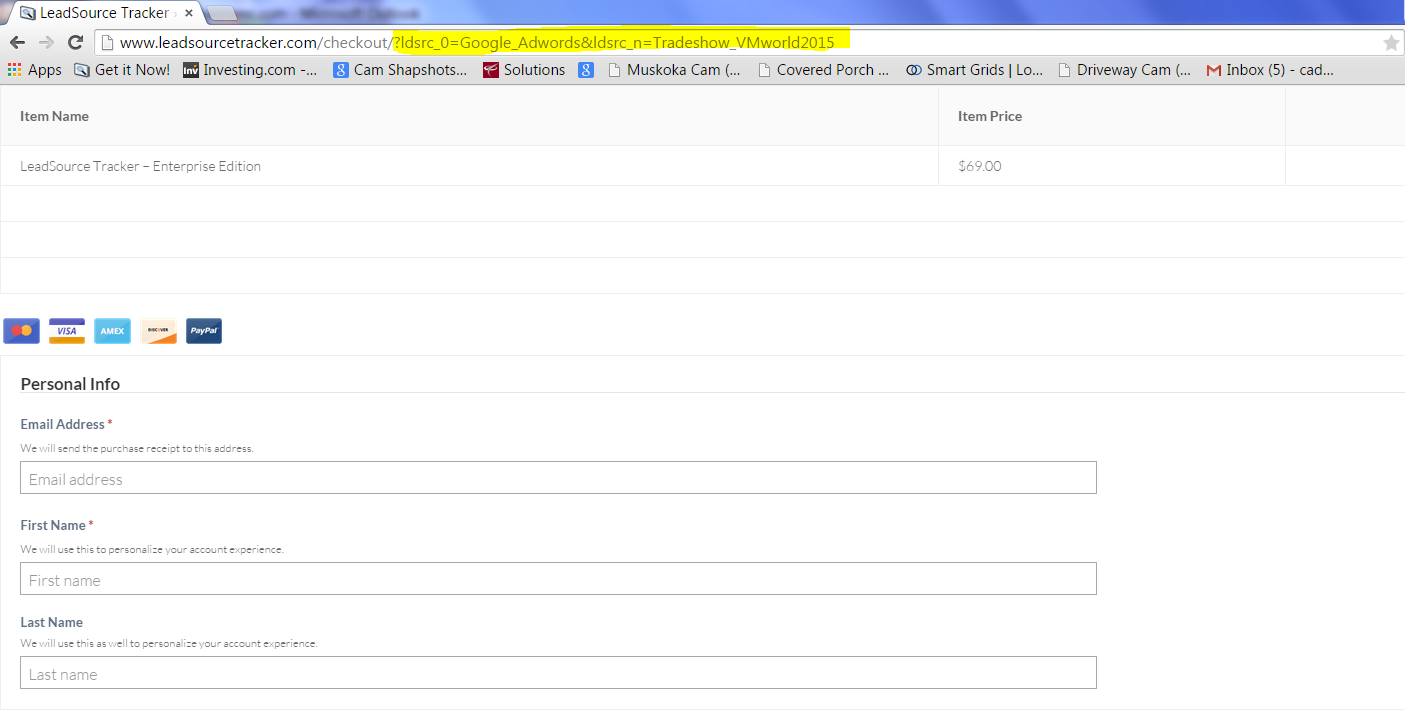 LeadSource Tracker
www.leadsourcetracker.com/checkout/?ldsrc_0=Google_Adwords&ldsrc_n=Tradeshow_VMworld2015
Apps Get it Now! Inv Investing.com -... 8 Cam Shapshots... Solutions 8 Muskoka Cam (... Covered Porch ... Smart Grids | Lo... Driveway Cam (... Inbox (5) - cad...
Item Name Item Price
LeadSource Tracker – Enterprise Edition $69.00
VISA AMEX DISCOVER PayPal
Personal Info
Email Address *
We will send the purchase receipt to this address.
Email address
First Name *
We will use this to personalize your account experience.
First name
Last Name
We will use this as well to personalize your account experience.
Last name